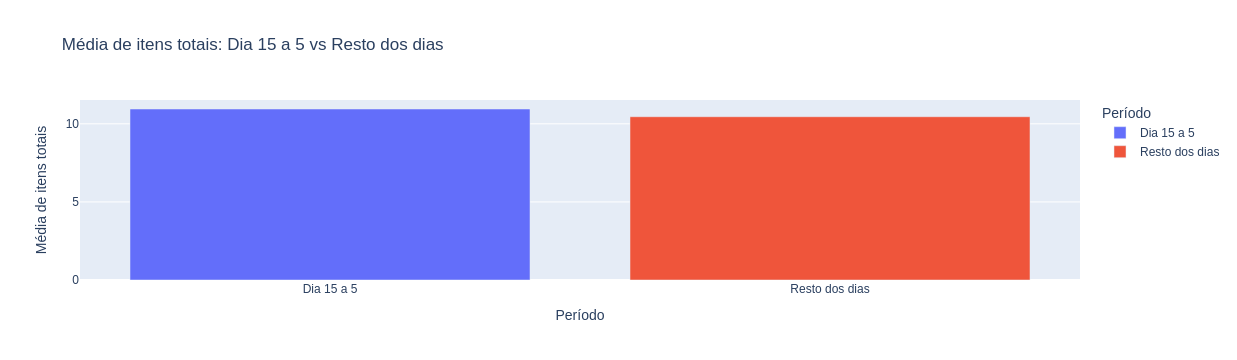 Média de itens totais: Dia 15 a 5 vs Resto dos dias
Média de itens totais
10
5
0
Dia 15 a 5
Resto dos dias
Período
Período
Dia 15 a 5
Resto dos dias